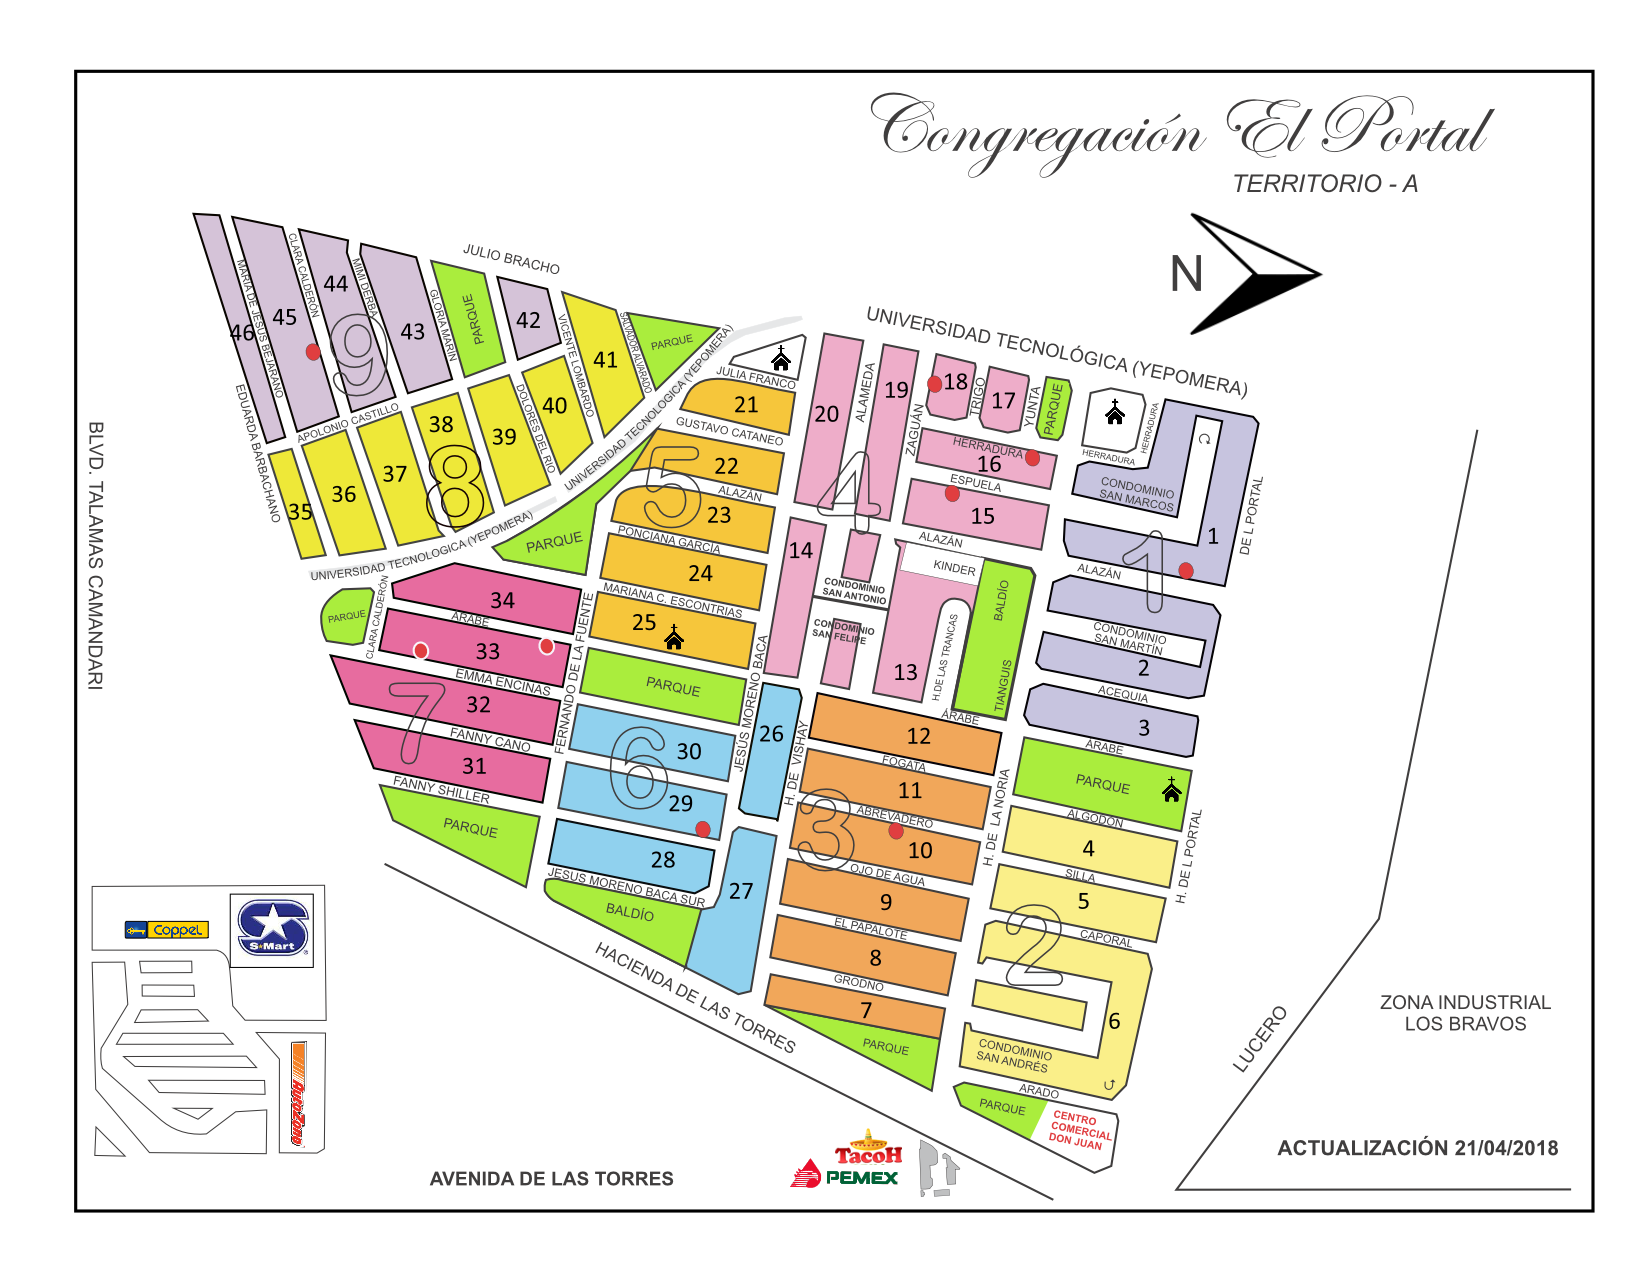 Congregación El Portal
TERRITORIO - A
N
BLVD. TALAMAS CAMANDARI
JULIO BRACHO
UNIVERSIDAD TECNOLÓGICA (YEPOMERA)
46
MARIA DE JESUS BEJARANO
45
CLARA CALDERÓN
44
MIMI DERBA
43
GLORIA MARIN
PARQUE
42
VICENTE LOMBARDO
41
SALVADOR ALVARADO
PARQUE
9
EDUARDA BARBACHANO
APOLONIO CASTILLO
35
36
37
38
39
DOLORES DEL RIO
40
8
UNIVERSIDAD TECNOLOGICA (YEPOMERA)
UNIVERSIDAD TECNOLOGICA (YEPOMERA)
PARQUE
JULIA FRANCO
21
GUSTAVO CATANEO
22
ALAZÁN
5
23
PONCIANA GARCÍA
24
MARIANA C. ESCONTRIAS
25
PARQUE
20
ALAMEDA
19
ZAGUÁN
18
TRIGO
17
YUNTA
PARQUE
HERRADURA
16
ESPUELA
15
ALAZÁN
4
14
CONDOMINIO
SAN ANTONIO
CONDOMINIO
SAN FELIPE
KINDER
13
H.DE LAS TRANCAS
BALDÍO
TIANGUIS
ÁRABE
HERRADURA
HERRADURA
CONDOMINIO
SAN MARCOS
1
DE L PORTAL
ALAZÁN
1
CONDOMINIO
SAN MARTÍN
2
ACEQUIA
3
ÁRABE
PARQUE
ALGODÓN
4
SILLA
5
CAPORAL
2
6
CONDOMINIO
SAN ANDRÉS
ARADO
PARQUE
CENTRO
COMERCIAL
DON JUAN
H. DE L PORTAL
PARQUE
CLARA CALDERÓN
34
ÁRABE
33
EMMA ENCINAS
32
FANNY CANO
31
FANNY SHILLER
PARQUE
7
FERNANDO DE LA FUENTE
30
6
29
28
JESUS MORENO BACA SUR
BALDÍO
JESÚS MORENO BACA
26
27
H. DE VISHAY
12
FOGATA
11
ABREVADERO
3
10
OJO DE AGUA
9
EL PAPALOTE
8
GRODNO
7
PARQUE
H. DE LA NORIA
HACIENDA DE LAS TORRES
LUCERO
ZONA INDUSTRIAL
LOS BRAVOS
Coppel
S★Mart
AutoZone
TacoH
PEMEX
AVENIDA DE LAS TORRES
ACTUALIZACIÓN 21/04/2018